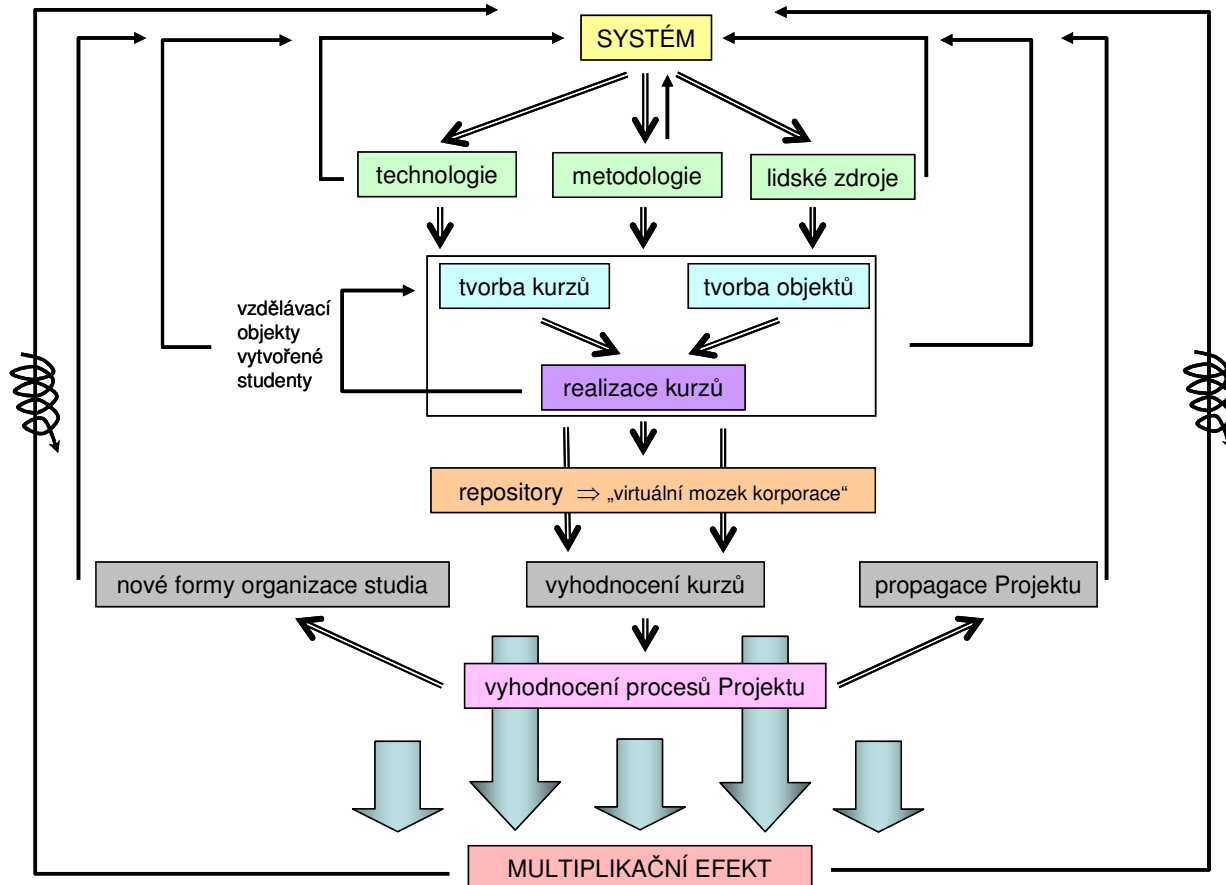 SYSTÉM
technologie
metodologie
lidské zdroje
tvorba kurzů
tvorba objektů
vzdělávací
objekty
vytvořené
studenty
realizace kurzů
repository ⇒ „virtuální mozek korporace“
nové formy organizace studia
vyhodnocení kurzů
propagace Projektu
vyhodnocení procesů Projektu
MULTIPLIKAČNÍ EFEKT